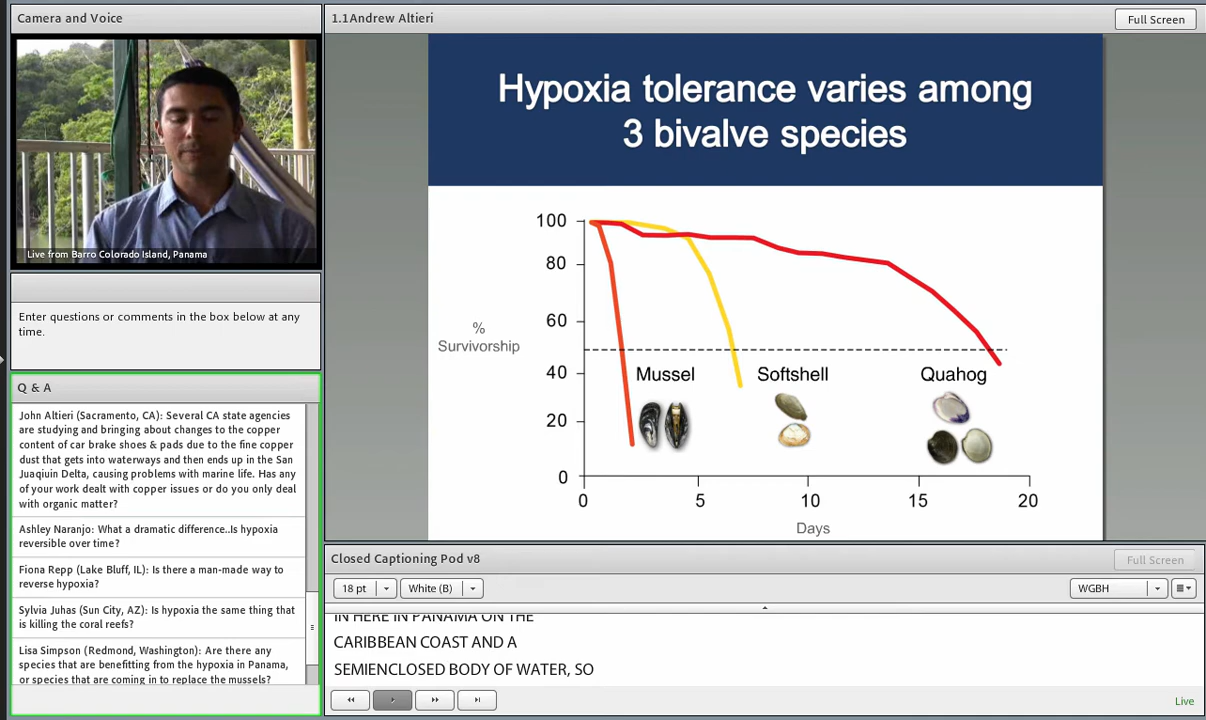 Camera and Voice
Live from Barro Colorado Island, Panama
Enter questions or comments in the box below at any
time.
Q & A
John Altieri (Sacramento, CA): Several CA state agencies
are studying and bringing about changes to the copper
content of car brake shoes & pads due to the fine copper
dust that gets into waterways and then ends up in the San
Juaqiuin Delta, causing problems with marine life. Has any
of your work dealt with copper issues or do you only deal
with organic matter?
Ashley Naranjo: What a dramatic difference..Is hypoxia
reversible over time?
Fiona Repp (Lake Bluff, IL): Is there a man-made way to
reverse hypoxia?
Sylvia Juhas (Sun City, AZ): Is hypoxia the same thing that
is killing the coral reefs?
Lisa Simpson (Redmond, Washington): Are there any
species that are benefitting from the hypoxia in Panama,
or species that are coming in to replace the mussels?
1.1Andrew Altieri
Full Screen
Hypoxia tolerance varies among
3 bivalve species
100
80
60
40
20
0
%
Survivorship
Mussel
Softshell
Quahog
0
5
10
15
20
Days
Closed Captioning Pod v8
Full Screen
18 pt
White (B)
WGBH
IN HERE IN PANAMA ON THE
CARIBBEAN COAST AND A
SEMIENCLOSED BODY OF WATER, SO
Live